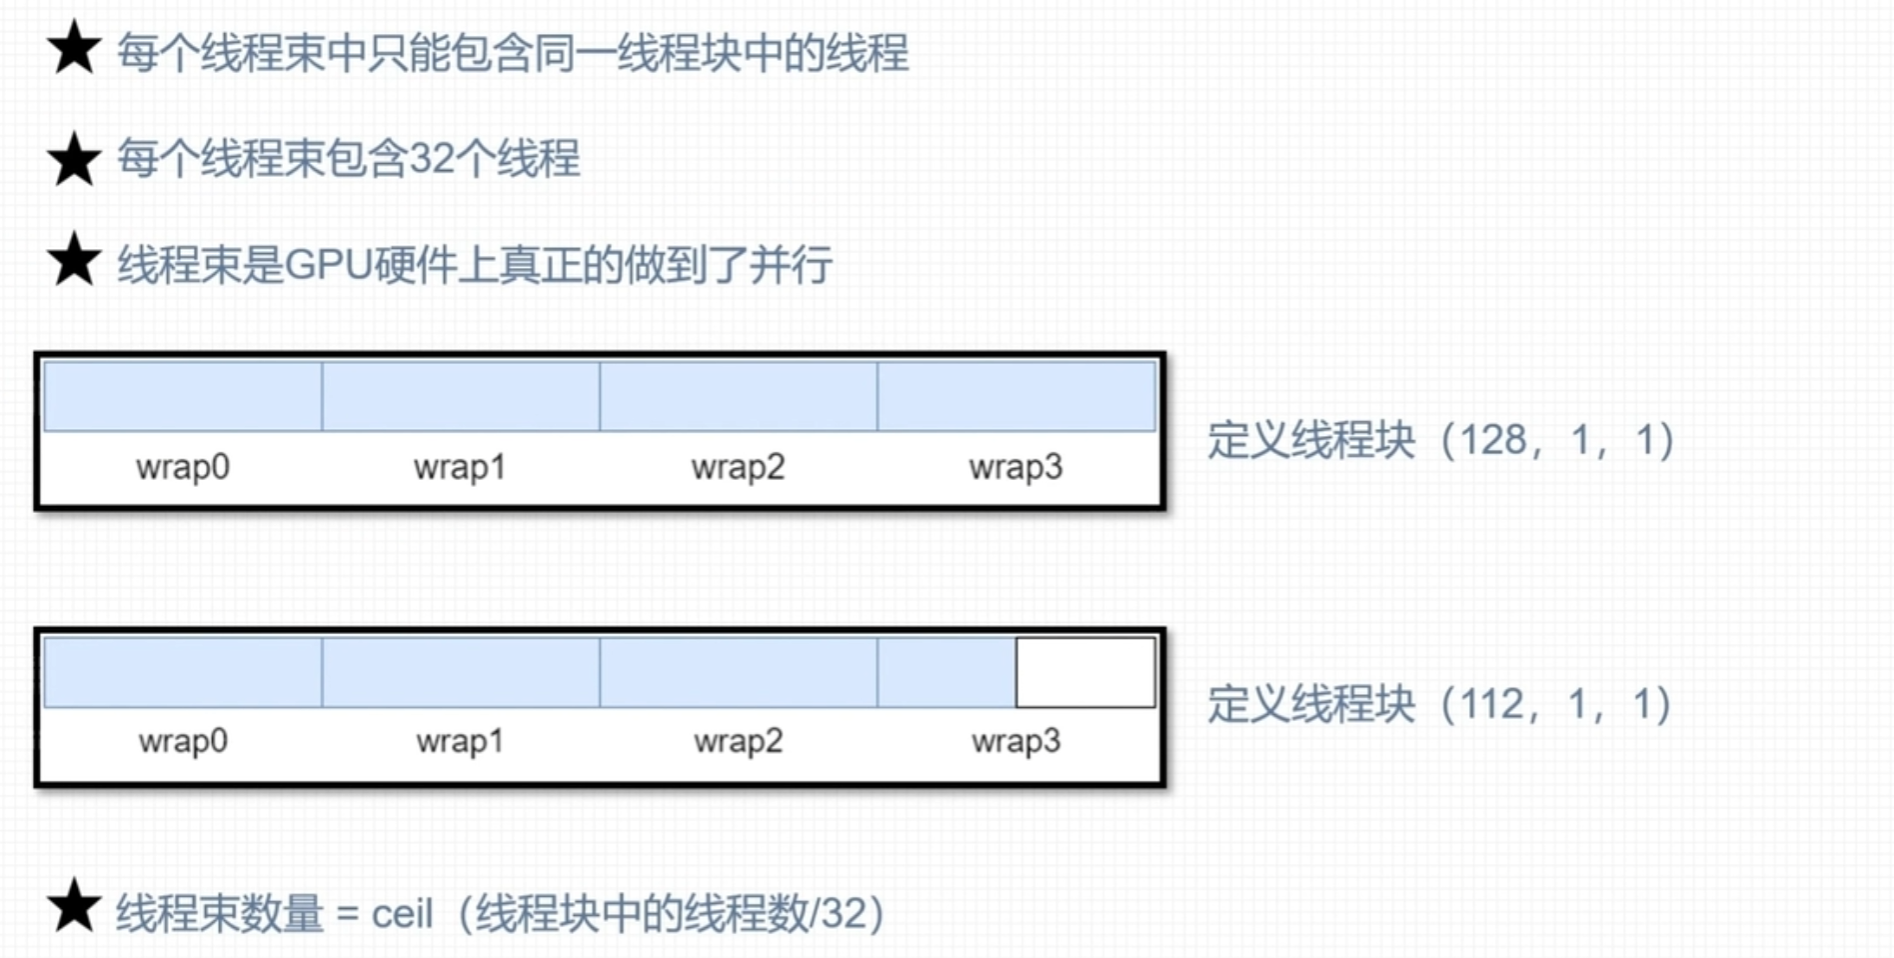 ★ 每个线程束中只能包含同一线程块中的线程
★ 每个线程束包含32个线程
★ 线程束是GPU硬件上真正的做到了并行
wrap0 wrap1 wrap2 wrap3
定义线程块（128，1，1）
wrap0 wrap1 wrap2 wrap3
定义线程块（112，1，1）
★ 线程束数量 = ceil（线程块中的线程数/32）